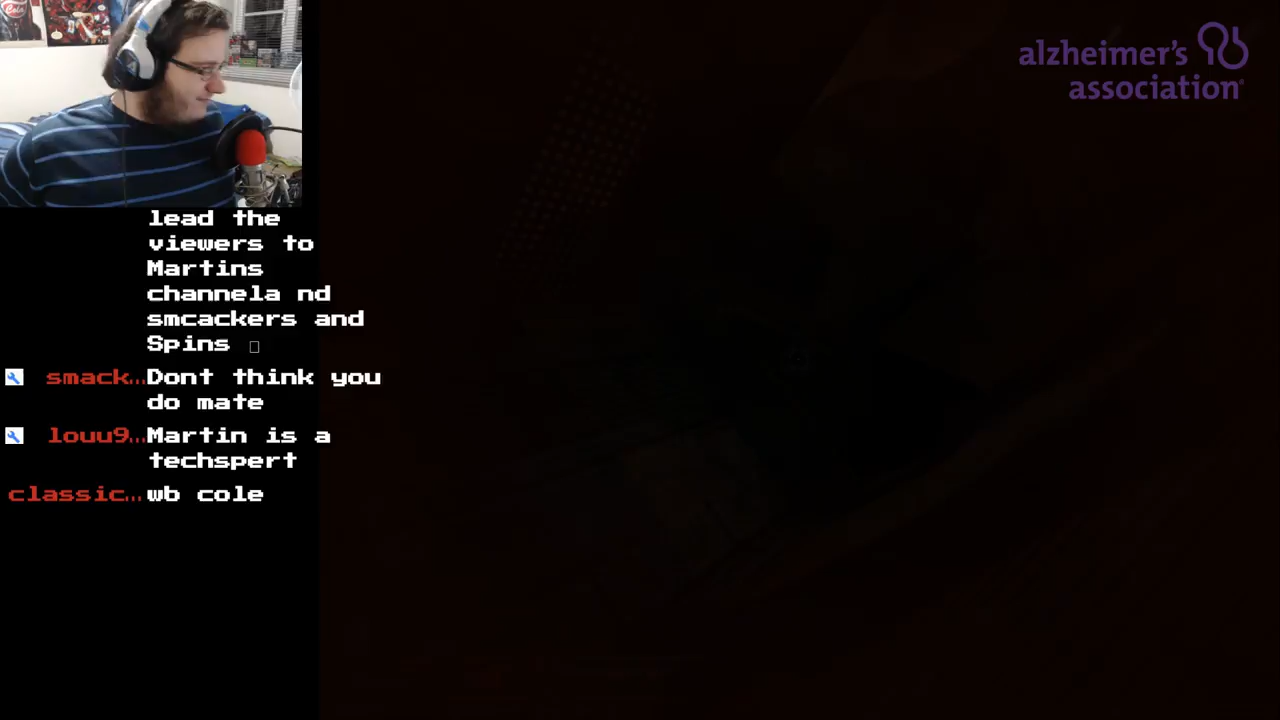 alzheimer's
association
lead the
viewers to
Martins
channela nd
smcackers and
Spins
smack...Dont think you
do mate
louu9...Martin is a
techspert
classic...wb cole